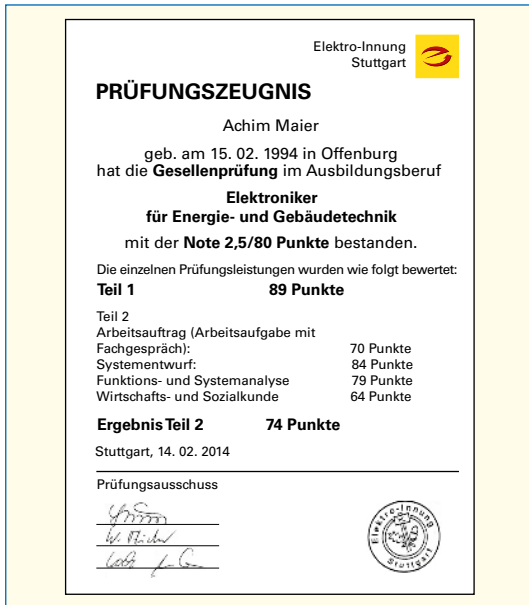 Elektro-Innung
Stuttgart
PRÜFUNGSZEUGNIS
Achim Maier
geb. am 15. 02. 1994 in Offenburg
hat die Gesellenprüfung im Ausbildungsberuf
Elektroniker
für Energie- und Gebäudetechnik
mit der Note 2,5/80 Punkte bestanden.
Die einzelnen Prüfungsleistungen wurden wie folgt bewertet:
Teil 1 89 Punkte
Teil 2
Arbeitsauftrag (Arbeitsaufgabe mit
Fachgespräch): 70 Punkte
Systementwurf: 84 Punkte
Funktions- und Systemanalyse 79 Punkte
Wirtschafts- und Sozialkunde 64 Punkte
Ergebnis Teil 2 74 Punkte
Stuttgart, 14. 02. 2014
Prüfungsausschuss
W.
Elektro-Innung
Stuttgart